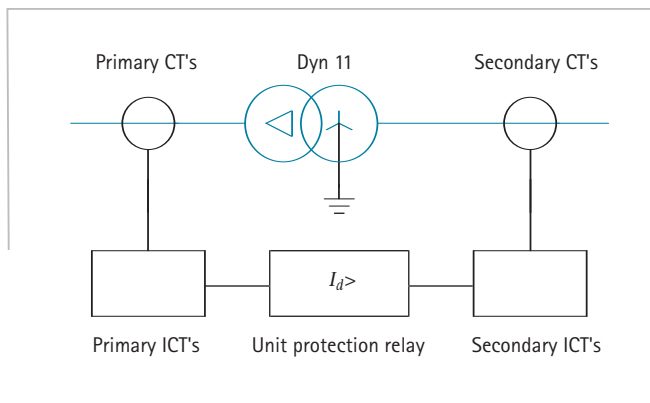 Primary CT's
Dyn 11
Secondary CT's
Id>
Primary ICT's
Unit protection relay
Secondary ICT's